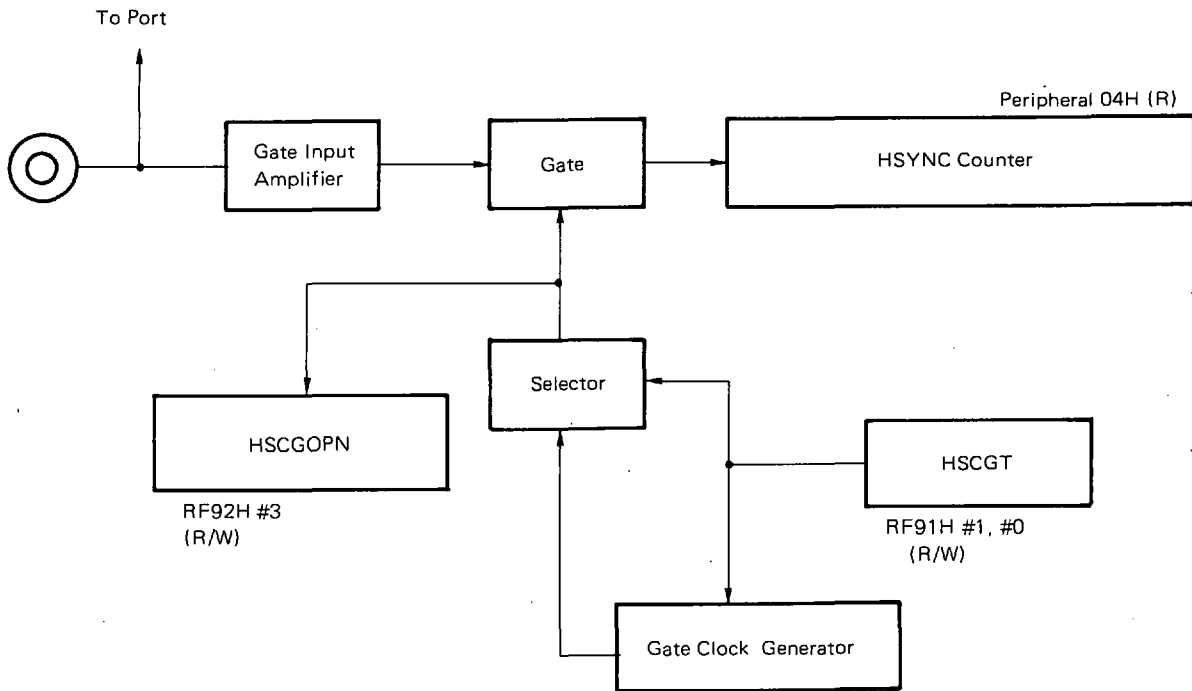 To Port
Peripheral 04H (R)
Gate Input
Amplifier
Gate
HSYNC Counter
Selector
HSCGOPN
HSCGT
RF92H #3
(R/W)
RF91H #1, #0
(R/W)
Gate Clock Generator